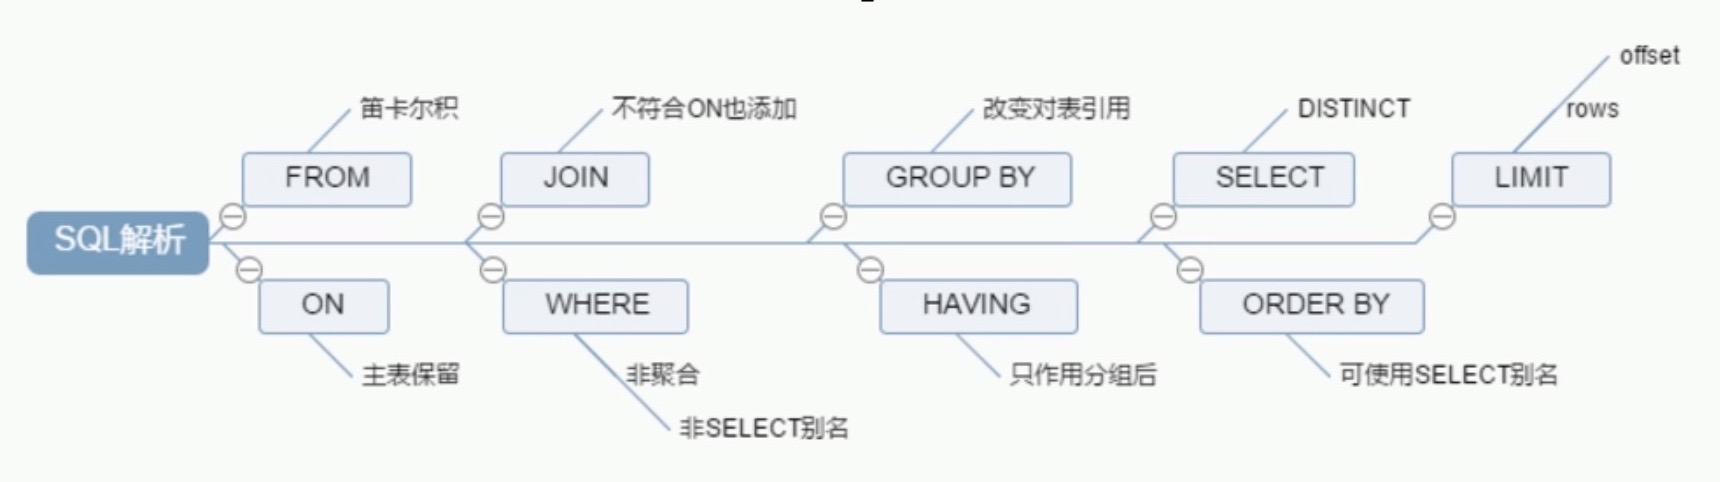 offset
笛卡尔积
不符合ON也添加
改变对表引用
DISTINCT
rows
FROM
JOIN
GROUP BY
SELECT
LIMIT
SQL解析
ON
WHERE
HAVING
ORDER BY
主表保留
非聚合
只作用分组后
可使用SELECT别名
非SELECT别名